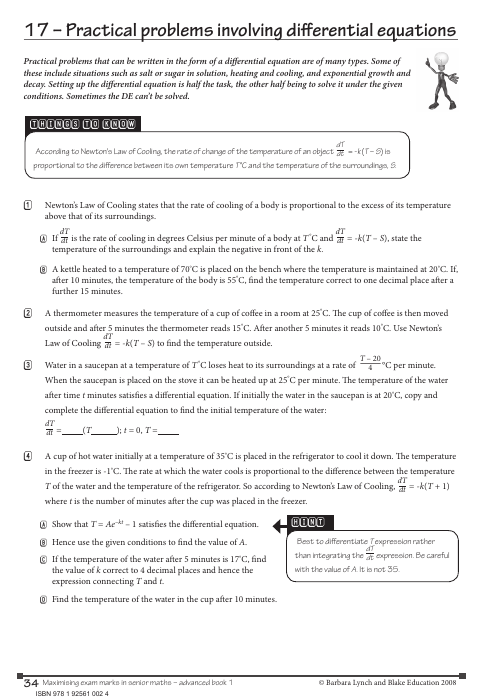 17 – Practical problems involving differential equations
Practical problems that can be written in the form of a differential equation are of many types. Some of
these include situations such as salt or sugar in solution, heating and cooling, and exponential growth and
decay. Setting up the differential equation is half the task, the other half being to solve it under the given
conditions. Sometimes the DE can't be solved.
THINGS TO KNOW
According to Newton's Law of Cooling, the rate of change of the temperature of an object dT/dt = -k(T – S) is
proportional to the difference between its own temperature T°C and the temperature of the surroundings, S.
1 Newton's Law of Cooling states that the rate of cooling of a body is proportional to the excess of its temperature
above that of its surroundings.
A If dT/dt is the rate of cooling in degrees Celsius per minute of a body at T°C and dT/dt = -k(T – S), state the
temperature of the surroundings and explain the negative in front of the k.
B A kettle heated to a temperature of 70°C is placed on the bench where the temperature is maintained at 20°C. If,
after 10 minutes, the temperature of the body is 55°C, find the temperature correct to one decimal place after a
further 15 minutes.
2 A thermometer measures the temperature of a cup of coffee in a room at 25°C. The cup of coffee is then moved
outside and after 5 minutes the thermometer reads 15°C. After another 5 minutes it reads 10°C. Use Newton's
Law of Cooling dT/dt = -k(T – S) to find the temperature outside.
3 Water in a saucepan at a temperature of T°C loses heat to its surroundings at a rate of (T – 20)/4 °C per minute.
When the saucepan is placed on the stove it can be heated up at 25°C per minute. The temperature of the water
after time t minutes satisfies a differential equation. If initially the water in the saucepan is at 20°C, copy and
complete the differential equation to find the initial temperature of the water:
dT/dt = ____ (T_____); t = 0, T = ____
4 A cup of hot water initially at a temperature of 35°C is placed in the refrigerator to cool it down. The temperature
in the freezer is -1°C. The rate at which the water cools is proportional to the difference between the temperature
T of the water and the temperature of the refrigerator. So according to Newton's Law of Cooling, dT/dt = -k(T + 1)
where t is the number of minutes after the cup was placed in the freezer.
A Show that T = Ae^-kt – 1 satisfies the differential equation.
B Hence use the given conditions to find the value of A.
C If the temperature of the water after 5 minutes is 17°C, find
the value of k correct to 4 decimal places and hence the
expression connecting T and t.
D Find the temperature of the water in the cup after 10 minutes.
HINT
Best to differentiate T expression rather
than integrating the dT/dt expression. Be careful
with the value of A. It is not 35.
34 Maximising exam marks in senior maths – advanced book 1
© Barbara Lynch and Blake Education 2008
ISBN 978 1 92561 002 4